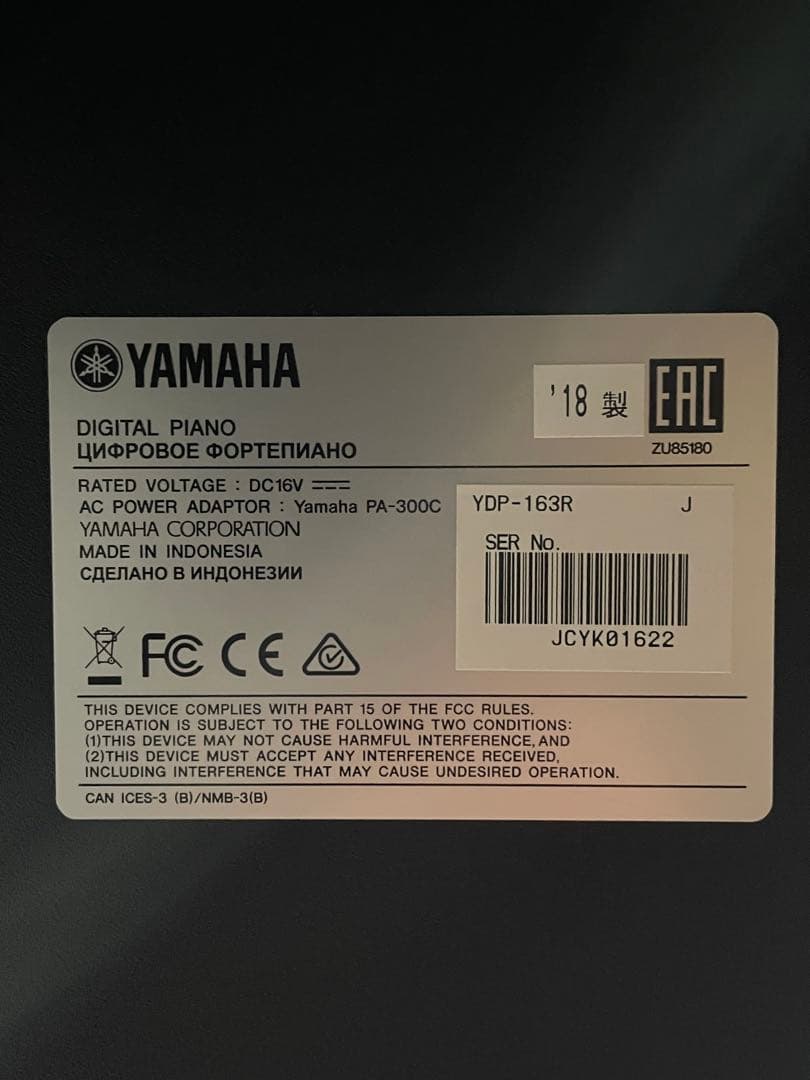 YAMAHA
'18 製
EAC
DIGITAL PIANO
ЦИФРОВОЕ ФОРТЕПИАНО
ZU85180
RATED VOLTAGE : DC16V
AC POWER ADAPTOR : Yamaha PA-300C
YAMAHA CORPORATION
MADE IN INDONESIA
СДЕЛАНО В ИНДОНЕЗИИ
YDP-163R J
SER No.
JCYK01622
FC CE
THIS DEVICE COMPLIES WITH PART 15 OF THE FCC RULES.
OPERATION IS SUBJECT TO THE FOLLOWING TWO CONDITIONS:
(1)THIS DEVICE MAY NOT CAUSE HARMFUL INTERFERENCE, AND
(2)THIS DEVICE MUST ACCEPT ANY INTERFERENCE RECEIVED,
INCLUDING INTERFERENCE THAT MAY CAUSE UNDESIRED OPERATION.
CAN ICES-3 (B)/NMB-3(B)